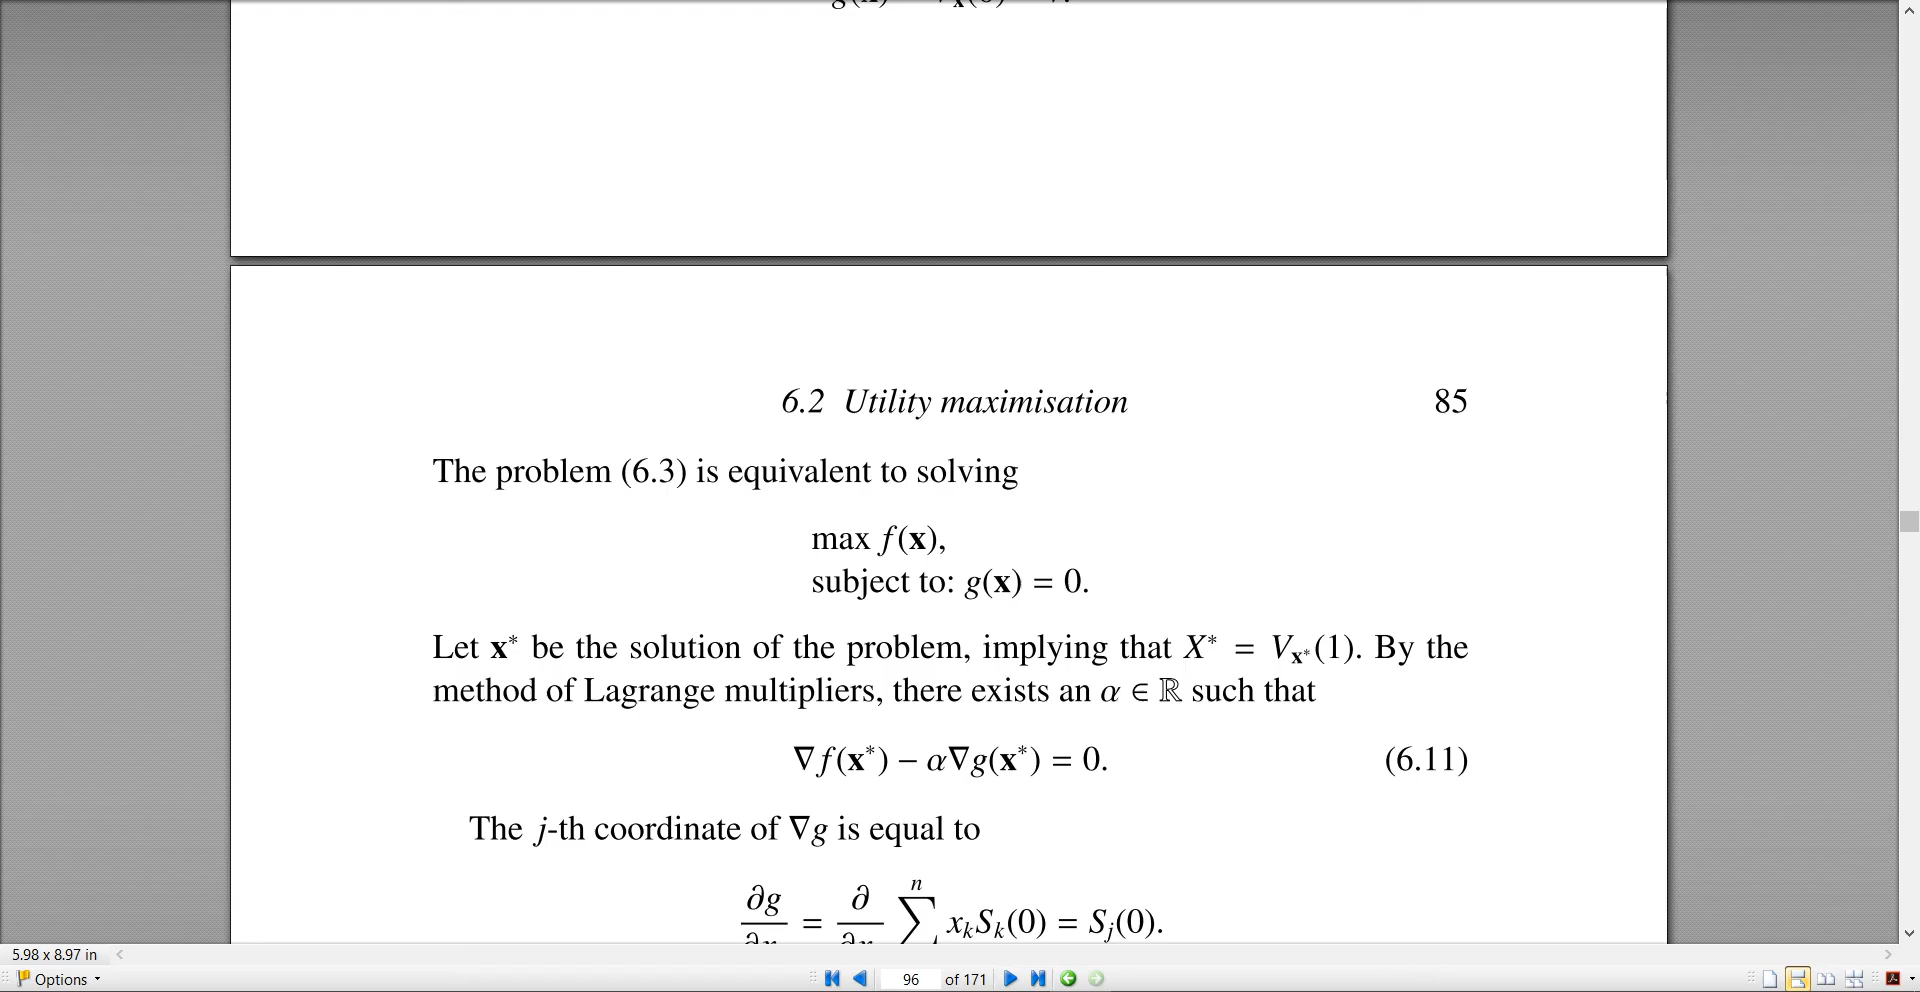 6.2 Utility maximisation 85
The problem (6.3) is equivalent to solving
max f(x),
subject to: g(x) = 0.
Let x* be the solution of the problem, implying that X* = Vₓ*(1). By the
method of Lagrange multipliers, there exists an α ∈ ℝ such that
∇f(x*) − α∇g(x*) = 0. (6.11)
The j-th coordinate of ∇g is equal to
∂g = ∂ ∑ n xₖSₖ(0) = Sⱼ(0).
5.98 x 8.97 in
Options 96 of 171